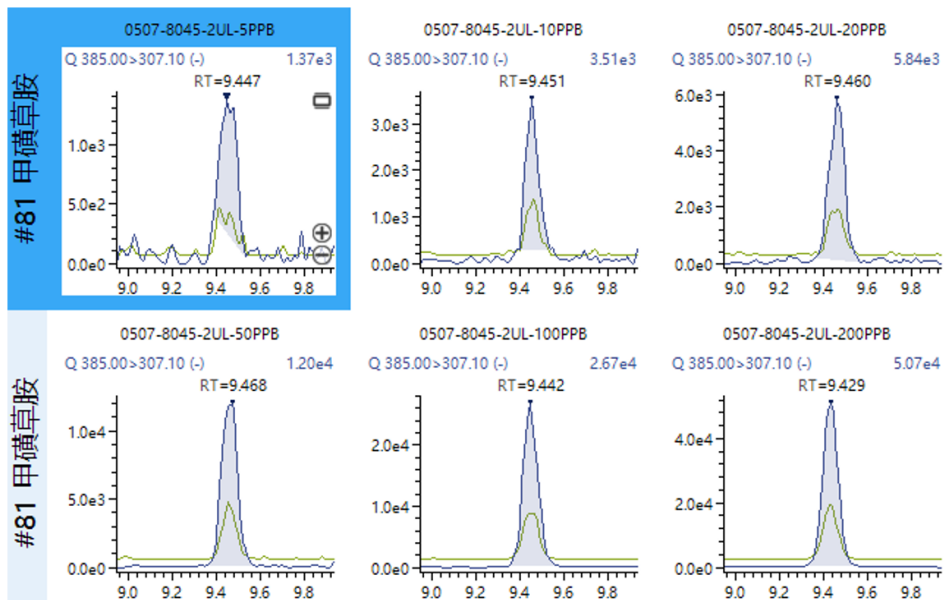 #81 甲磺草胺
0507-8045-2UL-5PPB
Q 385.00>307.10 (-) 1.37e3
RT=9.447
1.0e3
5.0e2
0.0e0
9.0 9.2 9.4 9.6 9.8
0507-8045-2UL-10PPB
Q 385.00>307.10 (-) 3.51e3
RT=9.451
3.0e3
2.0e3
1.0e3
0.0e0
9.0 9.2 9.4 9.6 9.8
0507-8045-2UL-20PPB
Q 385.00>307.10 (-) 5.84e3
RT=9.460
6.0e3
4.0e3
2.0e3
0.0e0
9.0 9.2 9.4 9.6 9.8
#81 甲磺草胺
0507-8045-2UL-50PPB
Q 385.00>307.10 (-) 1.20e4
RT=9.468
1.0e4
5.0e3
0.0e0
9.0 9.2 9.4 9.6 9.8
0507-8045-2UL-100PPB
Q 385.00>307.10 (-) 2.67e4
RT=9.442
2.0e4
1.0e4
0.0e0
9.0 9.2 9.4 9.6 9.8
0507-8045-2UL-200PPB
Q 385.00>307.10 (-) 5.07e4
RT=9.429
4.0e4
2.0e4
0.0e0
9.0 9.2 9.4 9.6 9.8